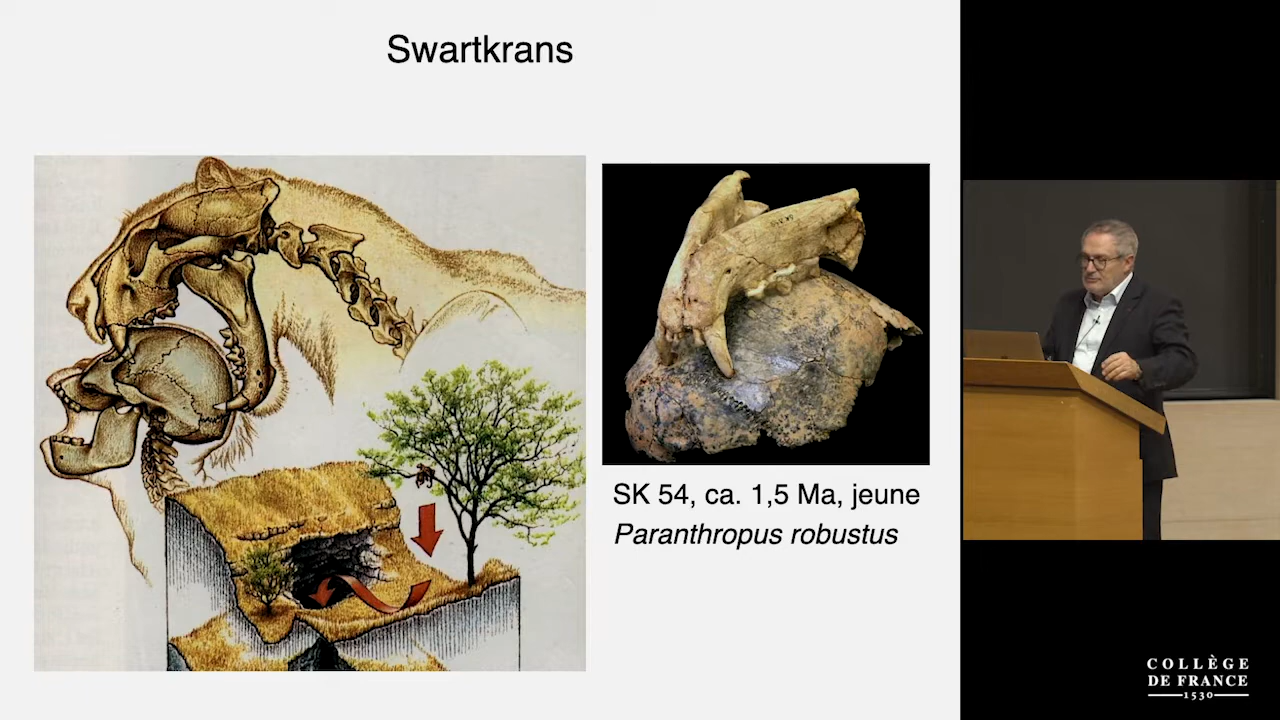 Swartkrans
SK 54, ca. 1,5 Ma, jeune
Paranthropus robustus
COLLÈGE
DE FRANCE
1530